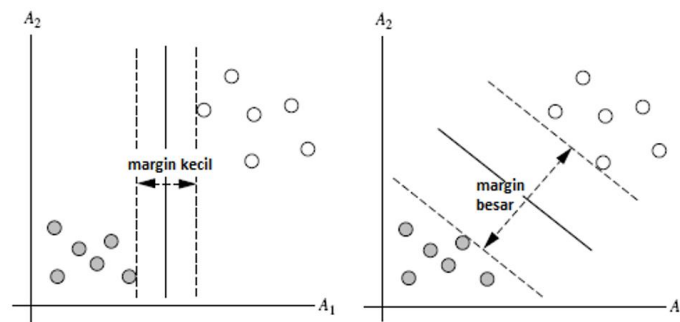 A₂
A₂
margin kecil
margin
besar
A₁
A